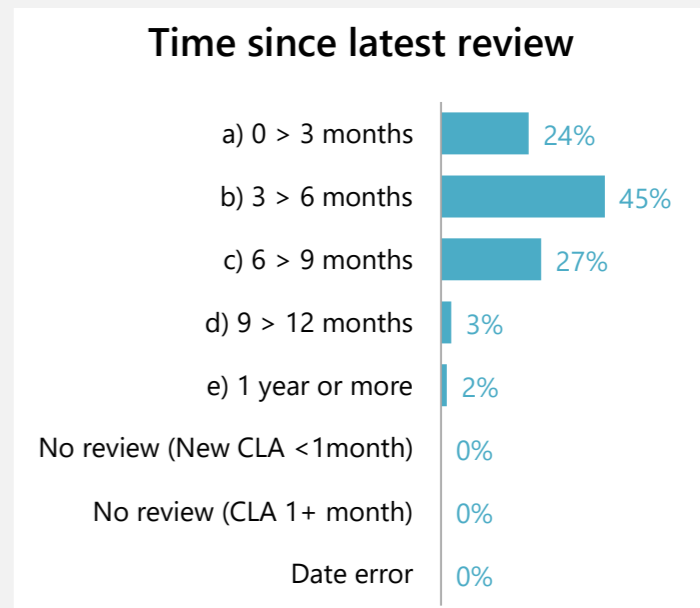 Time since latest review
a) 0 > 3 months 24%
b) 3 > 6 months 45%
c) 6 > 9 months 27%
d) 9 > 12 months 3%
e) 1 year or more 2%
No review (New CLA <1month) 0%
No review (CLA 1+ month) 0%
Date error 0%